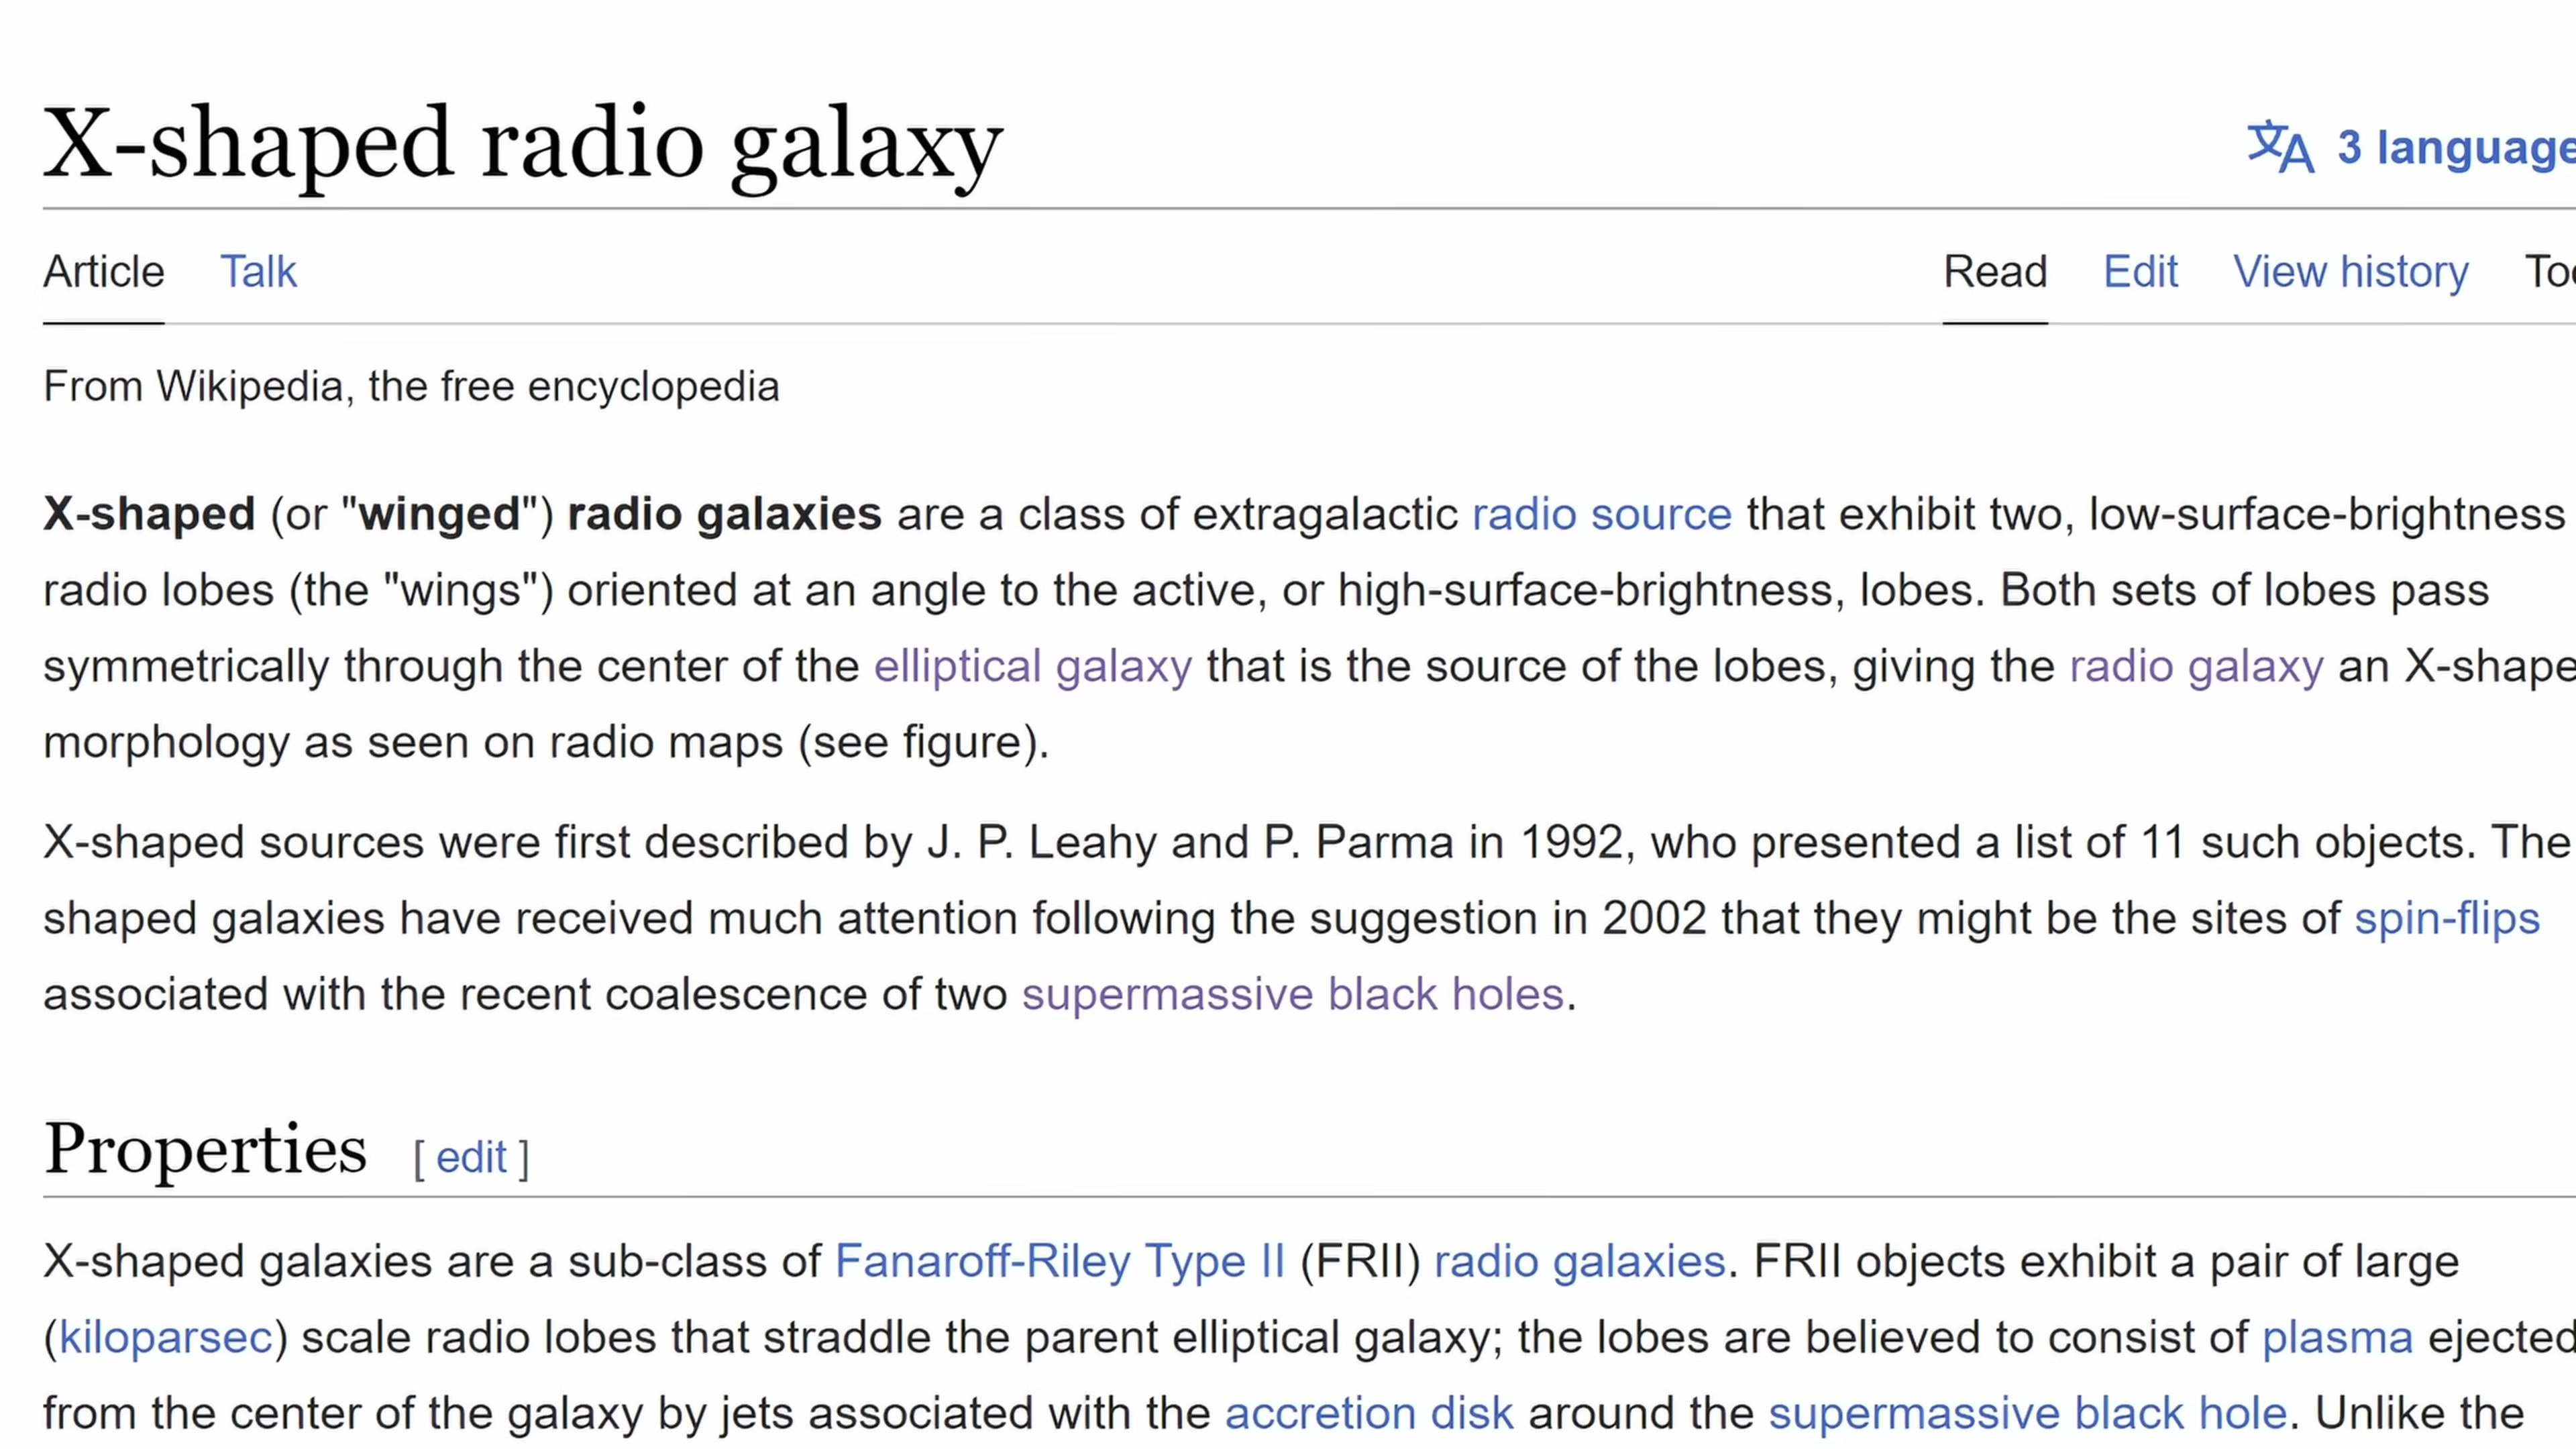 X-shaped radio galaxy
文A 3 language
Article Talk Read Edit View history Too
From Wikipedia, the free encyclopedia
X-shaped (or "winged") radio galaxies are a class of extragalactic radio source that exhibit two, low-surface-brightness
radio lobes (the "wings") oriented at an angle to the active, or high-surface-brightness, lobes. Both sets of lobes pass
symmetrically through the center of the elliptical galaxy that is the source of the lobes, giving the radio galaxy an X-shape
morphology as seen on radio maps (see figure).
X-shaped sources were first described by J. P. Leahy and P. Parma in 1992, who presented a list of 11 such objects. The
shaped galaxies have received much attention following the suggestion in 2002 that they might be the sites of spin-flips
associated with the recent coalescence of two supermassive black holes.
Properties [ edit ]
X-shaped galaxies are a sub-class of Fanaroff-Riley Type II (FRII) radio galaxies. FRII objects exhibit a pair of large
(kiloparsec) scale radio lobes that straddle the parent elliptical galaxy; the lobes are believed to consist of plasma ejected
from the center of the galaxy by jets associated with the accretion disk around the supermassive black hole. Unlike the